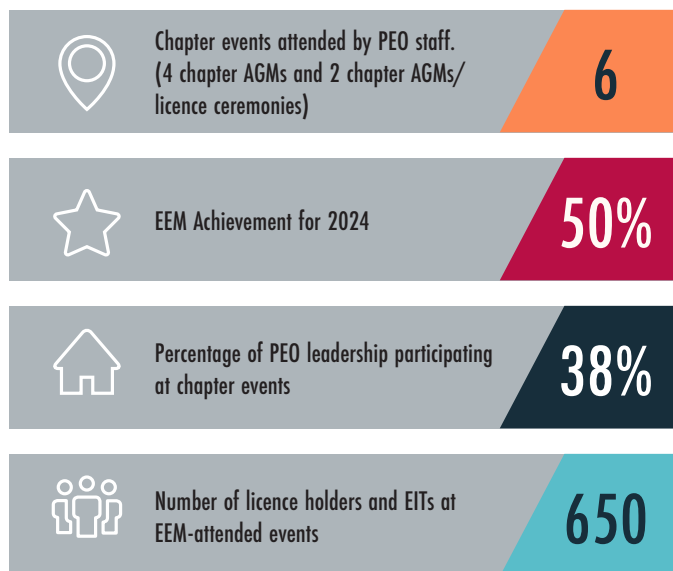 Chapter events attended by PEO staff.
(4 chapter AGMs and 2 chapter AGMs/
licence ceremonies)
6
EEM Achievement for 2024
50%
Percentage of PEO leadership participating
at chapter events
38%
Number of licence holders and EITs at
EEM-attended events
650